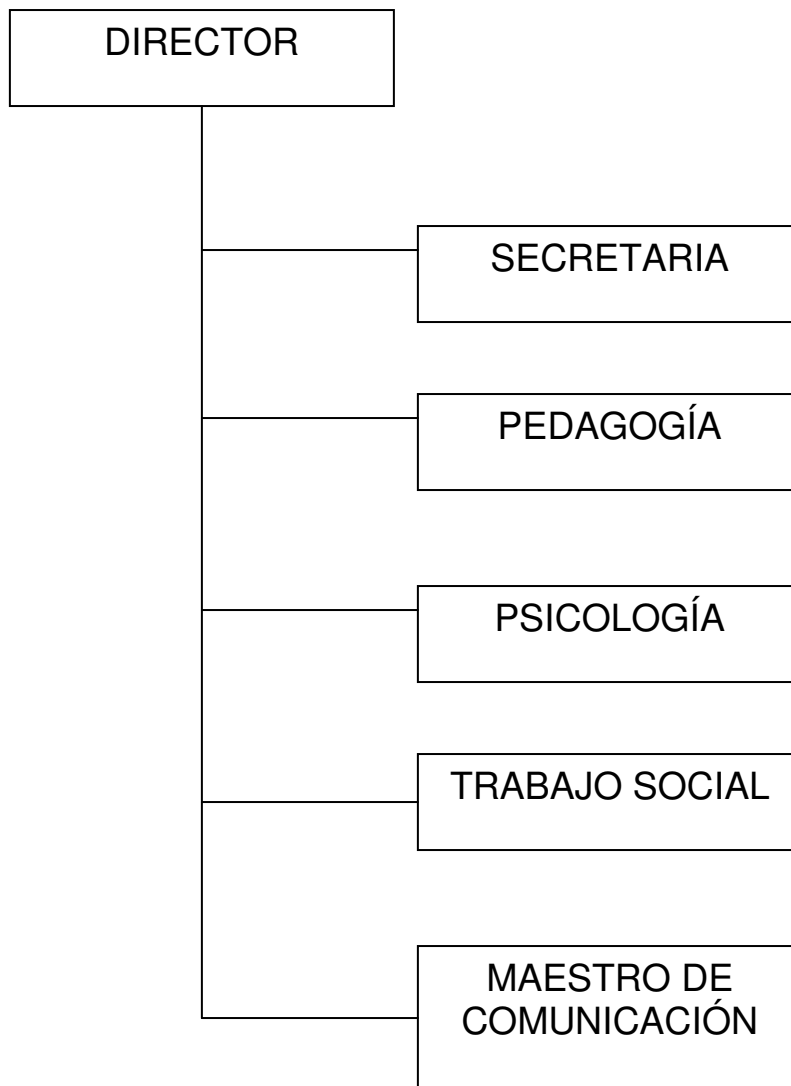 DIRECTOR
SECRETARIA
PEDAGOGÍA
PSICOLOGÍA
TRABAJO SOCIAL
MAESTRO DE
COMUNICACIÓN